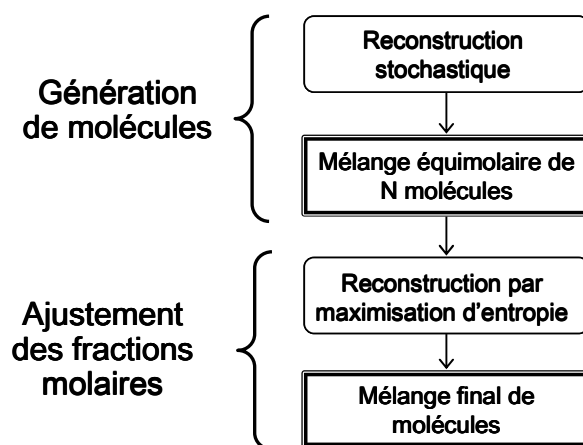 Génération
de molécules
Reconstruction
stochastique
Mélange équimolaire de
N molécules
Ajustement
des fractions
molaires
Reconstruction par
maximisation d'entropie
Mélange final de
molécules